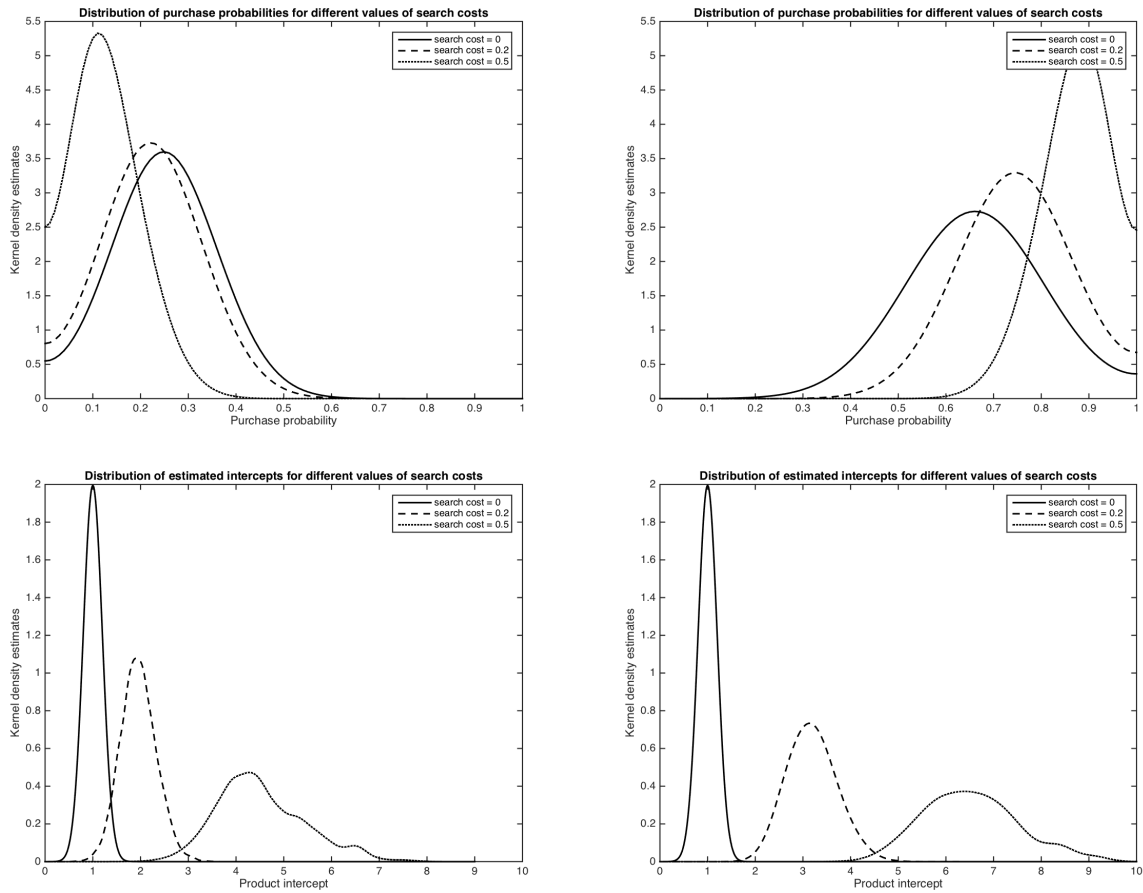 Distribution of purchase probabilities for different values of search costs
5.5
5
4.5
4
3.5
3
2.5
2
1.5
1
0.5
0
Kernel density estimates
search cost = 0
search cost = 0.2
search cost = 0.5
0 0.1 0.2 0.3 0.4 0.5 0.6 0.7 0.8 0.9 1
Purchase probability
Distribution of purchase probabilities for different values of search costs
5.5
5
4.5
4
3.5
3
2.5
2
1.5
1
0.5
0
Kernel density estimates
search cost = 0
search cost = 0.2
search cost = 0.5
0 0.1 0.2 0.3 0.4 0.5 0.6 0.7 0.8 0.9 1
Purchase probability
Distribution of estimated intercepts for different values of search costs
2
1.8
1.6
1.4
1.2
1
0.8
0.6
0.4
0.2
0
Kernel density estimates
search cost = 0
search cost = 0.2
search cost = 0.5
0 1 2 3 4 5 6 7 8 9 10
Product intercept
Distribution of estimated intercepts for different values of search costs
2
1.8
1.6
1.4
1.2
1
0.8
0.6
0.4
0.2
0
Kernel density estimates
search cost = 0
search cost = 0.2
search cost = 0.5
0 1 2 3 4 5 6 7 8 9 10
Product intercept